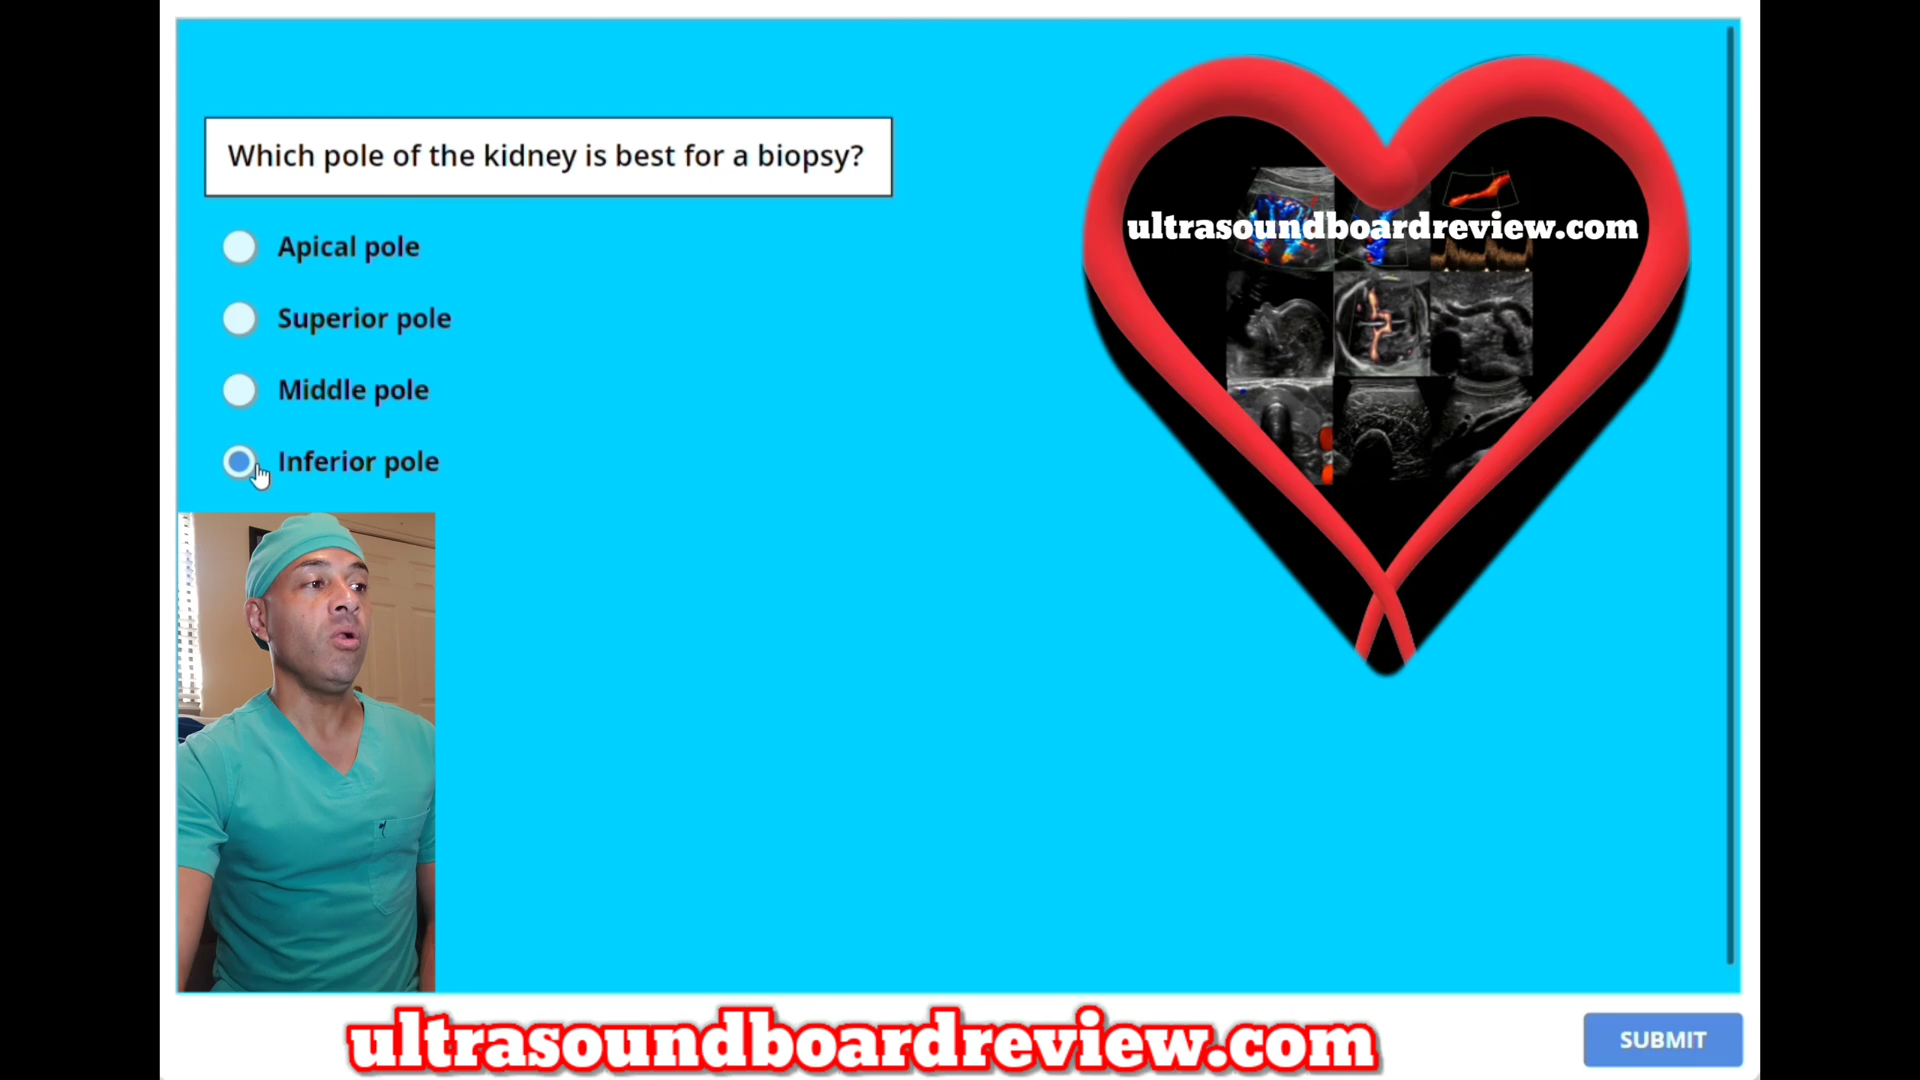 Which pole of the kidney is best for a biopsy?
Apical pole
Superior pole
Middle pole
Inferior pole
ultrasoundboardreview.com
ultrasoundboardreview.com
SUBMIT